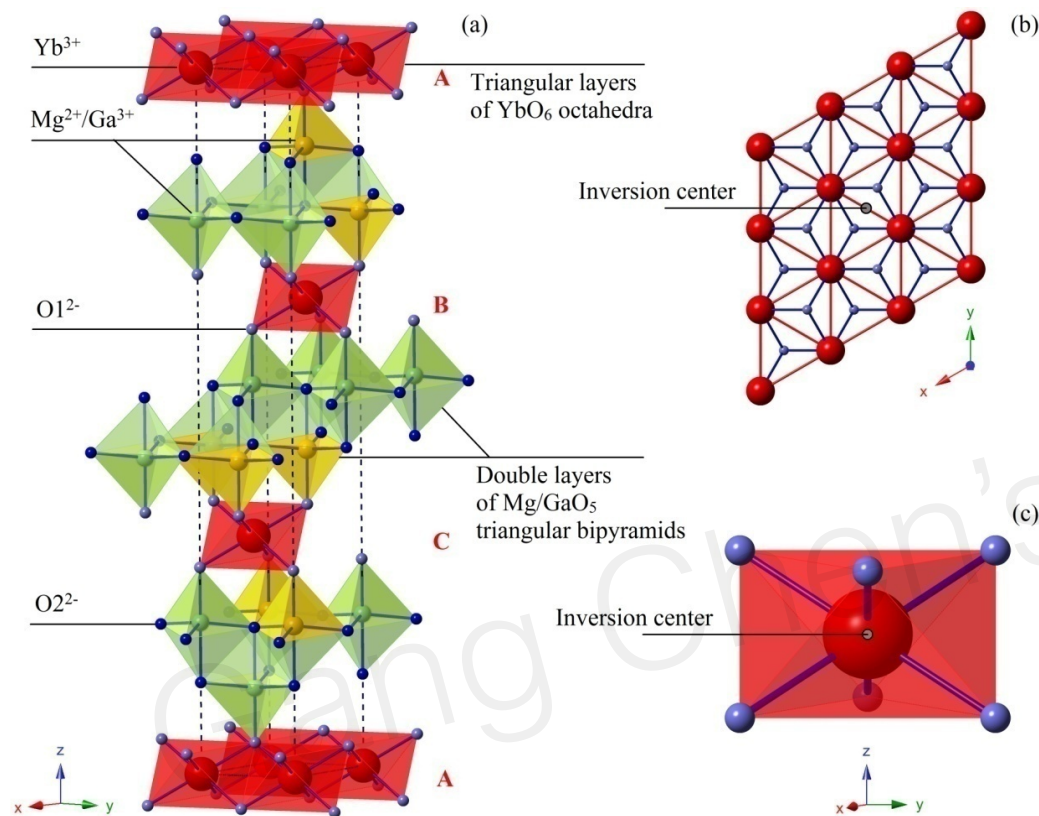 (a)
Yb³⁺
A
Triangular layers
of YbO₆ octahedra
Mg²⁺/Ga³⁺
B
O1²⁻
Double layers
of Mg/GaO₅
triangular bipyramids
C
O2²⁻
A
z
x
y
(b)
Inversion center
y
x
(c)
Inversion center
z
x
y
Gang Chen's